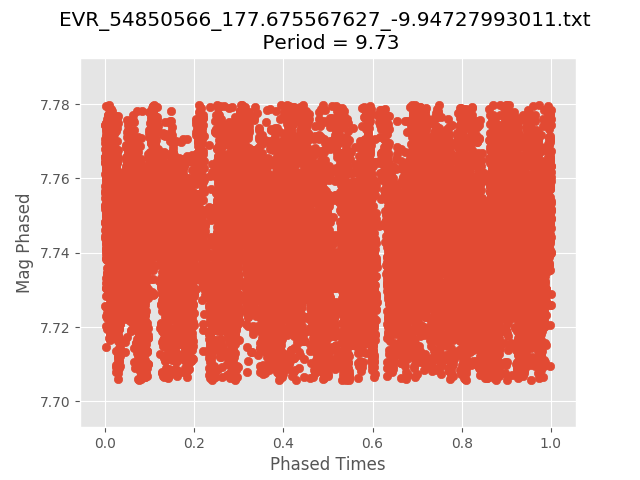 EVR_54850566_177.675567627_-9.94727993011.txt
Period = 9.73
Mag Phased
7.78
7.76
7.74
7.72
7.70
0.0 0.2 0.4 0.6 0.8 1.0
Phased Times